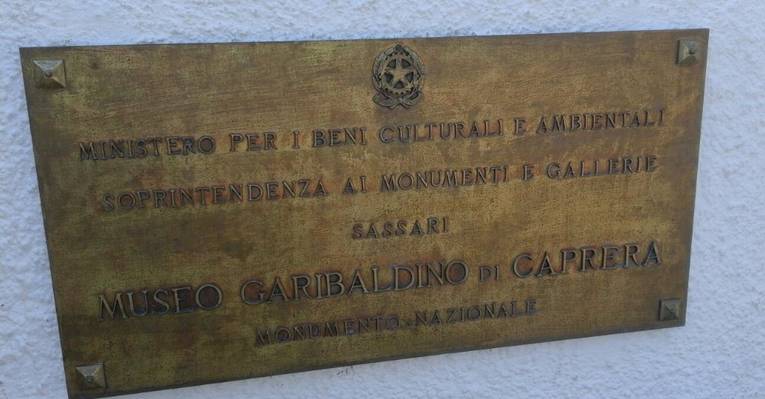 MINISTERO PER I BENI CULTURALI E AMBIENTALI
SOPRINTENDENZA AI MONUMENTI E GALLERIE
SASSARI
MUSEO GARIBALDINO DI CAPRERA
MONUMENTO NAZIONALE